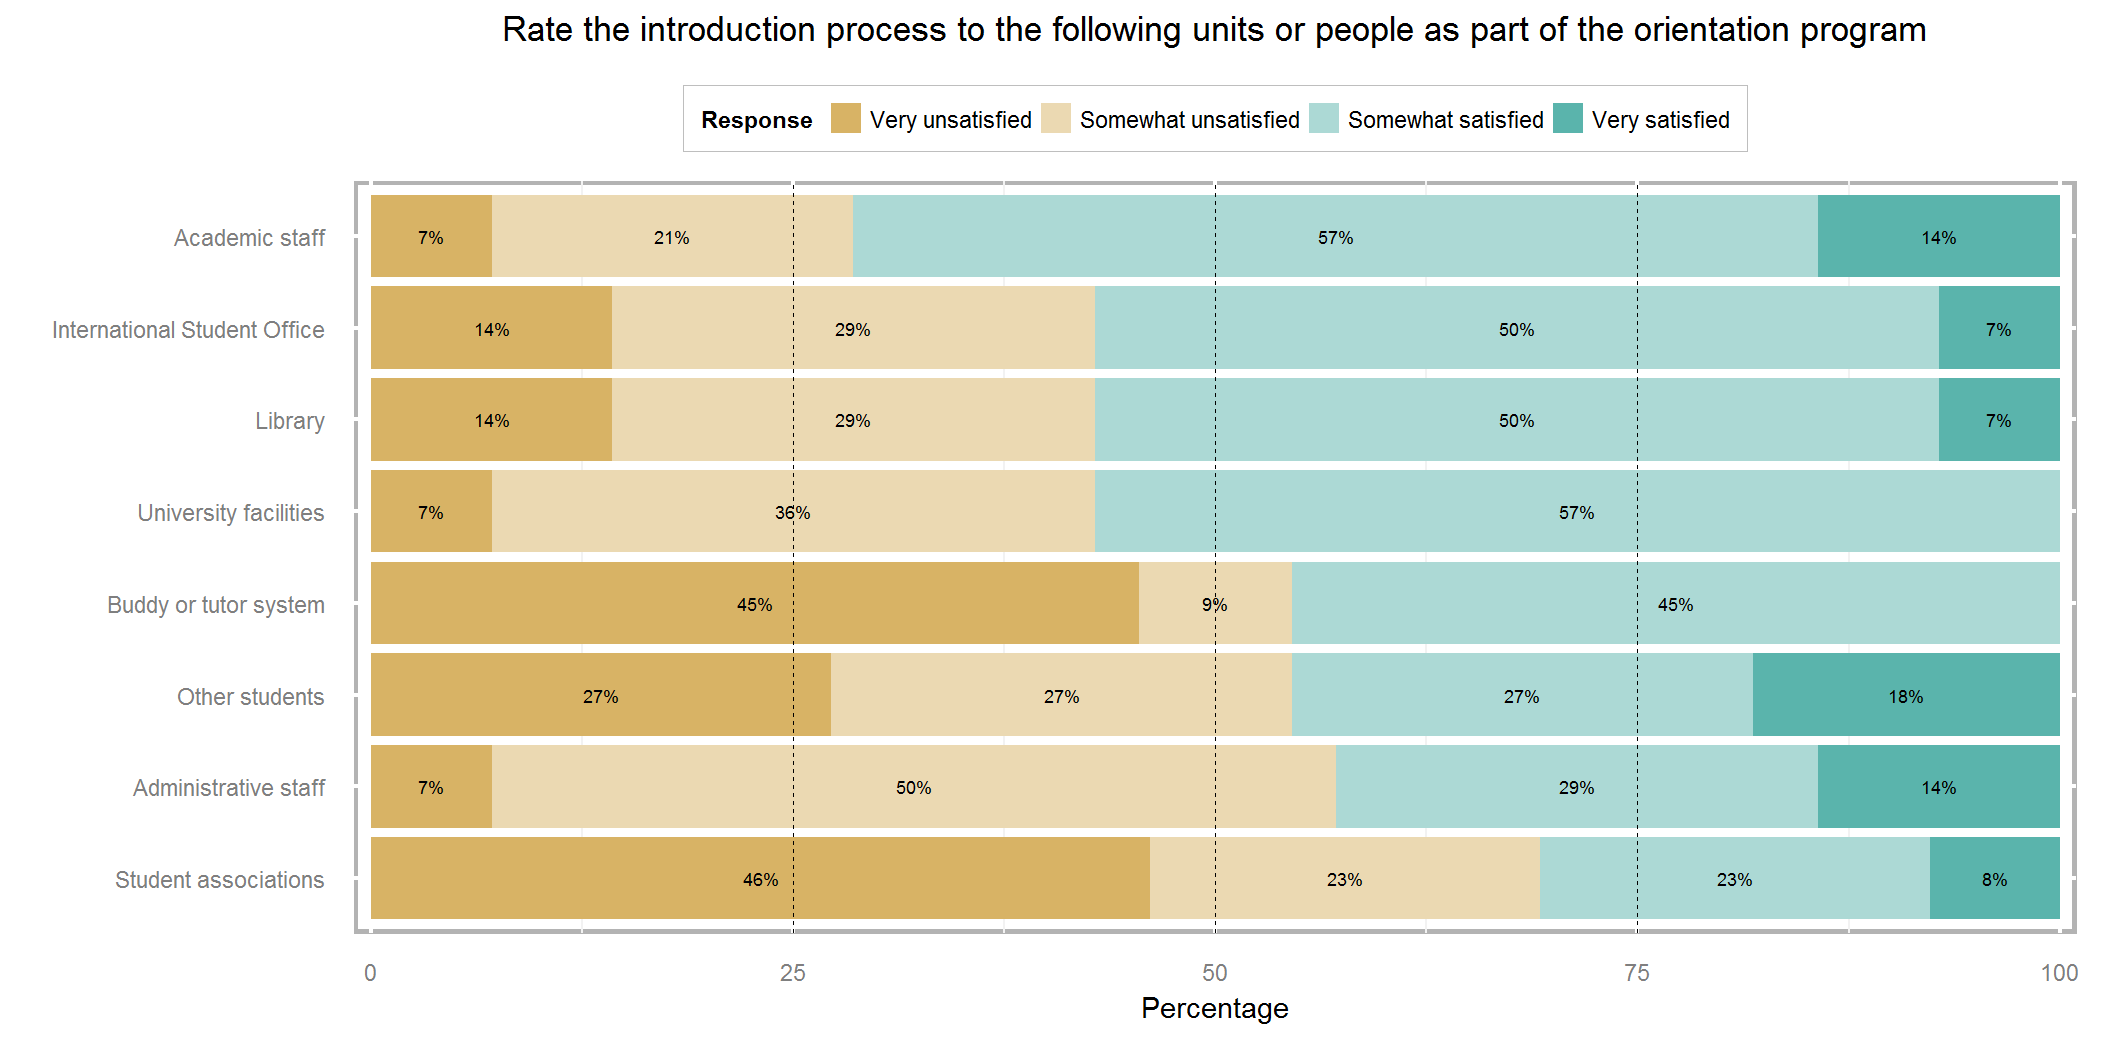 Rate the introduction process to the following units or people as part of the orientation program
Response Very unsatisfied Somewhat unsatisfied Somewhat satisfied Very satisfied
Academic staff 7% 21% 57% 14%
International Student Office 14% 29% 50% 7%
Library 14% 29% 50% 7%
University facilities 7% 36% 57%
Buddy or tutor system 45% 9% 45%
Other students 27% 27% 27% 18%
Administrative staff 7% 50% 29% 14%
Student associations 46% 23% 23% 8%
0 25 50 75 100
Percentage